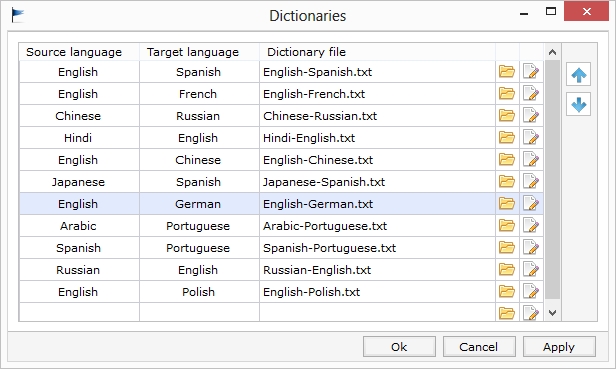 Dictionaries
Source language Target language Dictionary file
English Spanish English-Spanish.txt
English French English-French.txt
Chinese Russian Chinese-Russian.txt
Hindi English Hindi-English.txt
English Chinese English-Chinese.txt
Japanese Spanish Japanese-Spanish.txt
English German English-German.txt
Arabic Portuguese Arabic-Portuguese.txt
Spanish Portuguese Spanish-Portuguese.txt
Russian English Russian-English.txt
English Polish English-Polish.txt
Ok Cancel Apply